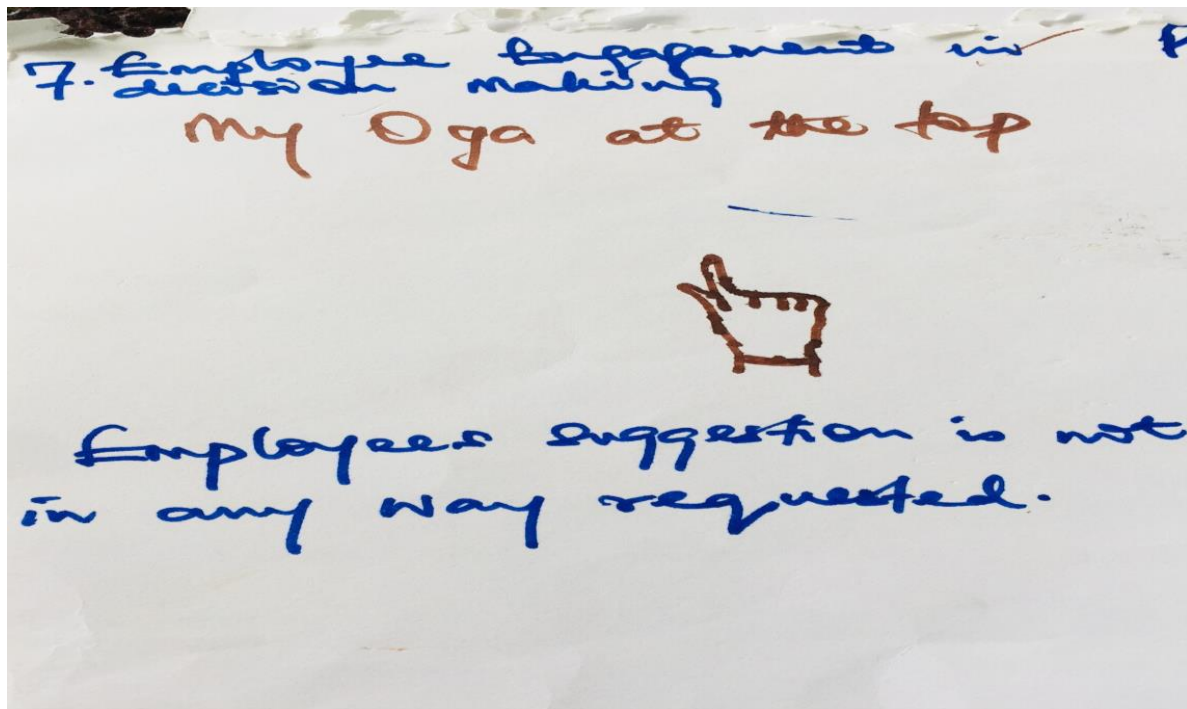 7. Employee Engagement in
decision making
My Oga at the top
Employees suggestion is not
in any way requested.